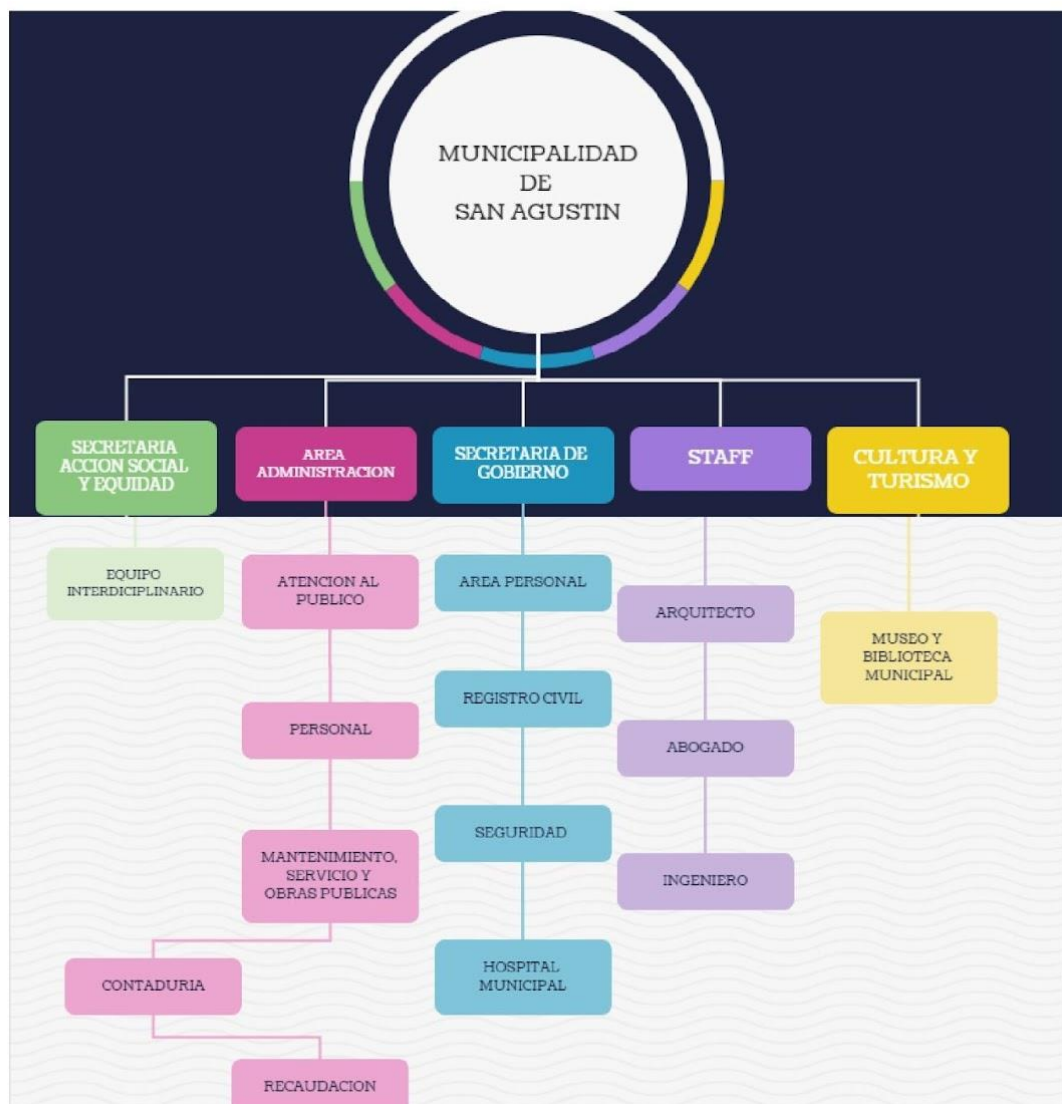 MUNICIPALIDAD
DE
SAN AGUSTIN
SECRETARIA
ACCION SOCIAL
Y EQUIDAD
AREA
ADMINISTRACION
SECRETARIA DE
GOBIERNO
STAFF
CULTURA Y
TURISMO
EQUIPO
INTERDICIPLINARIO
ATENCION AL
PUBLICO
PERSONAL
MANTENIMIENTO,
SERVICIO Y
OBRAS PUBLICAS
CONTADURIA
RECAUDACION
AREA PERSONAL
REGISTRO CIVIL
SEGURIDAD
HOSPITAL
MUNICIPAL
ARQUITECTO
ABOGADO
INGENIERO
MUSEO Y
BIBLIOTECA
MUNICIPAL